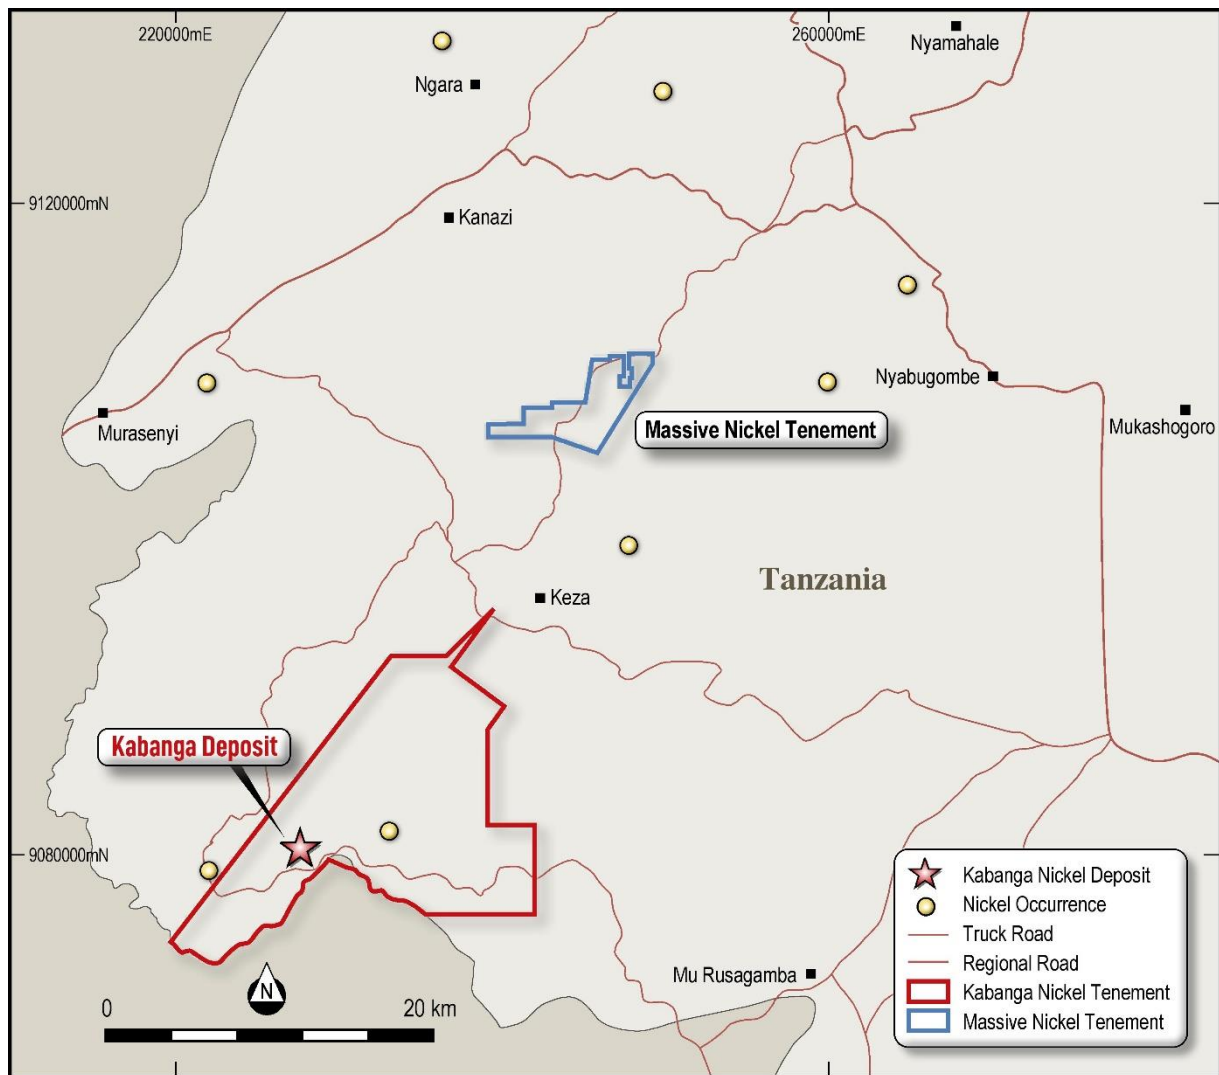 220000mE
260000mE
Nyamahale
Ngara
9120000mN
Kanazi
Nyabugombe
Murasenyi
Massive Nickel Tenement
Mukashogoro
Tanzania
Keza
Kabanga Deposit
9080000mN
Kabanga Nickel Deposit
Nickel Occurrence
Truck Road
Regional Road
Kabanga Nickel Tenement
Massive Nickel Tenement
Mu Rusagamba
N
0 20 km